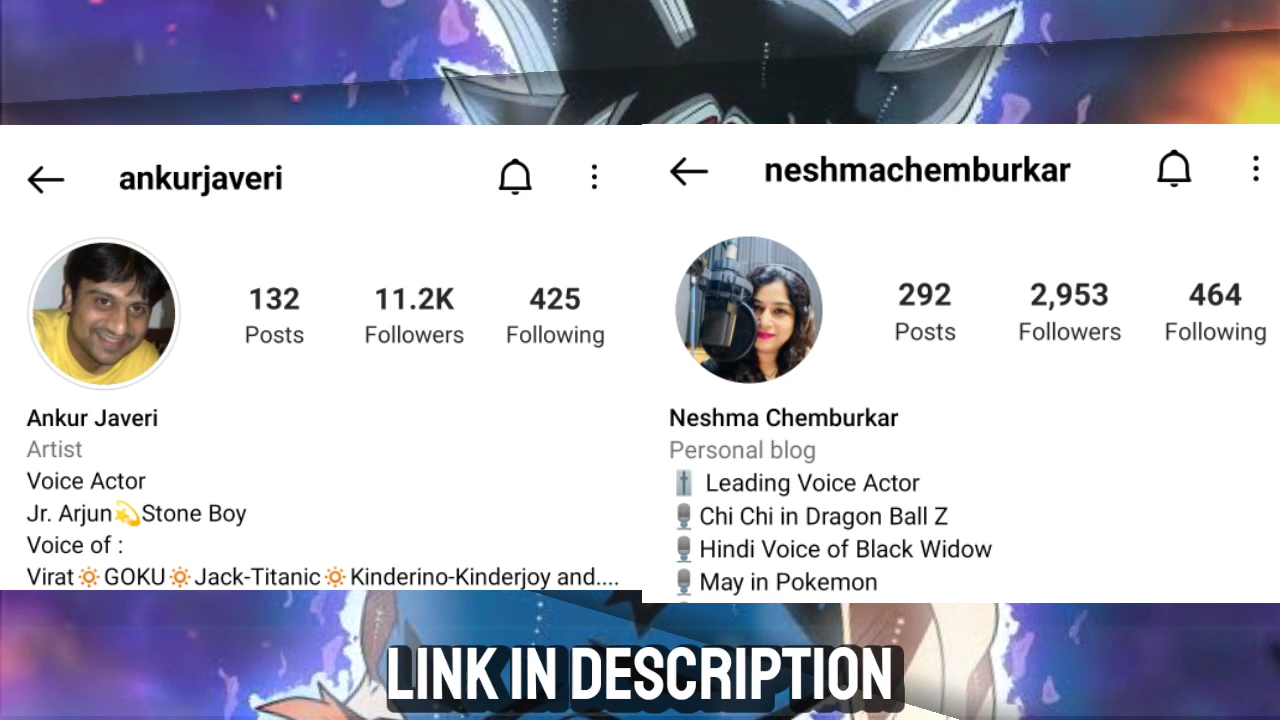 ankurjaveri
132 11.2K 425
Posts Followers Following
Ankur Javeri
Artist
Voice Actor
Jr. Arjun💫Stone Boy
Voice of :
Virat🔅GOKU🔅Jack-Titanic🔅Kinderino-Kinderjoy and....
neshmachemburkar
292 2,953 464
Posts Followers Following
Neshma Chemburkar
Personal blog
🎚️ Leading Voice Actor
🎙️Chi Chi in Dragon Ball Z
🎙️Hindi Voice of Black Widow
🎙️May in Pokemon
LINK IN DESCRIPTION